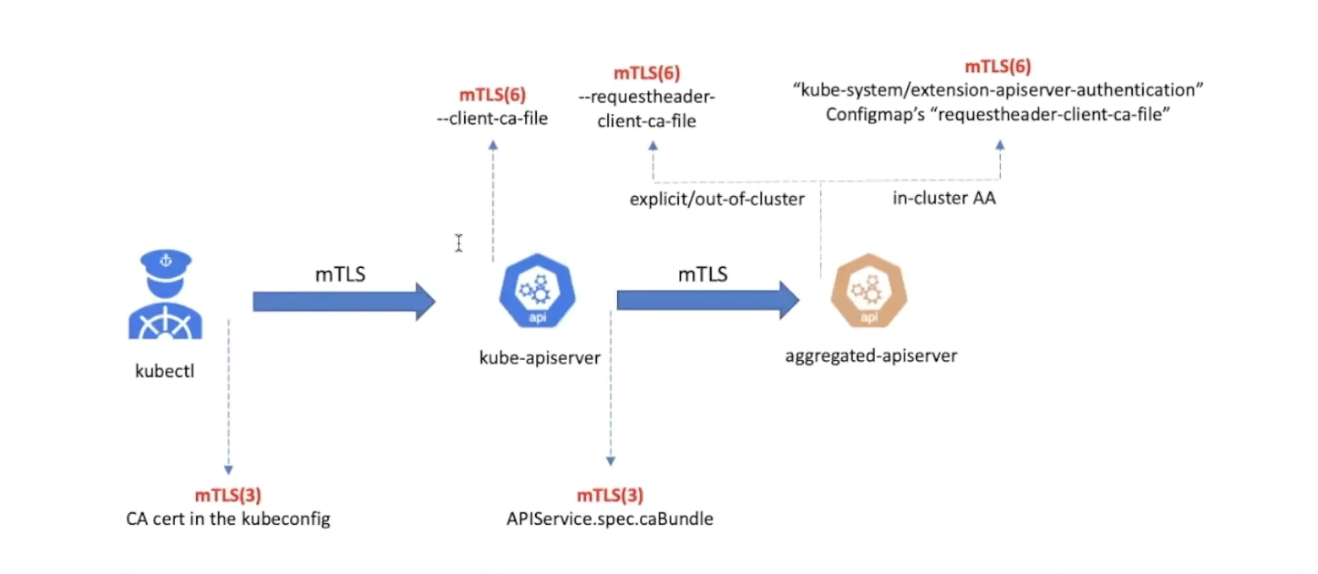 mTLS(6)
--client-ca-file
mTLS(6)
--requestheader-
client-ca-file
mTLS(6)
“kube-system/extension-apiserver-authentication”
Configmap’s “requestheader-client-ca-file”
explicit/out-of-cluster
in-cluster AA
mTLS
mTLS
api
api
kubectl
kube-apiserver
aggregated-apiserver
mTLS(3)
CA cert in the kubeconfig
mTLS(3)
APIService.spec.caBundle